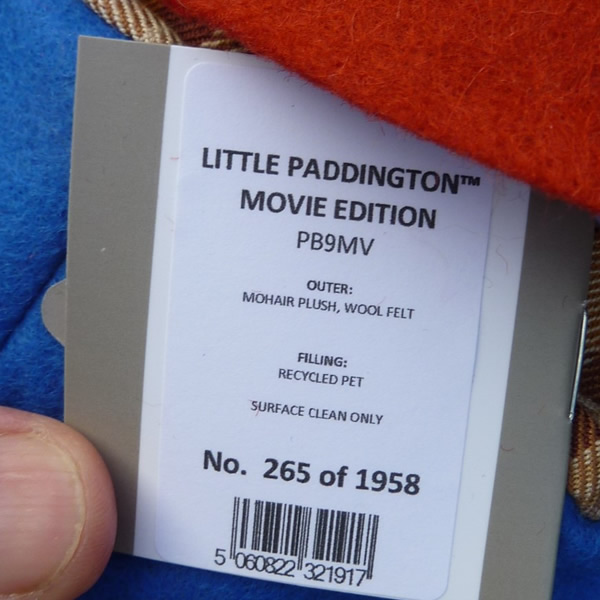 LITTLE PADDINGTON™
MOVIE EDITION
PB9MV
OUTER:
MOHAIR PLUSH, WOOL FELT
FILLING:
RECYCLED PET
SURFACE CLEAN ONLY
No. 265 of 1958
5 060822 321917